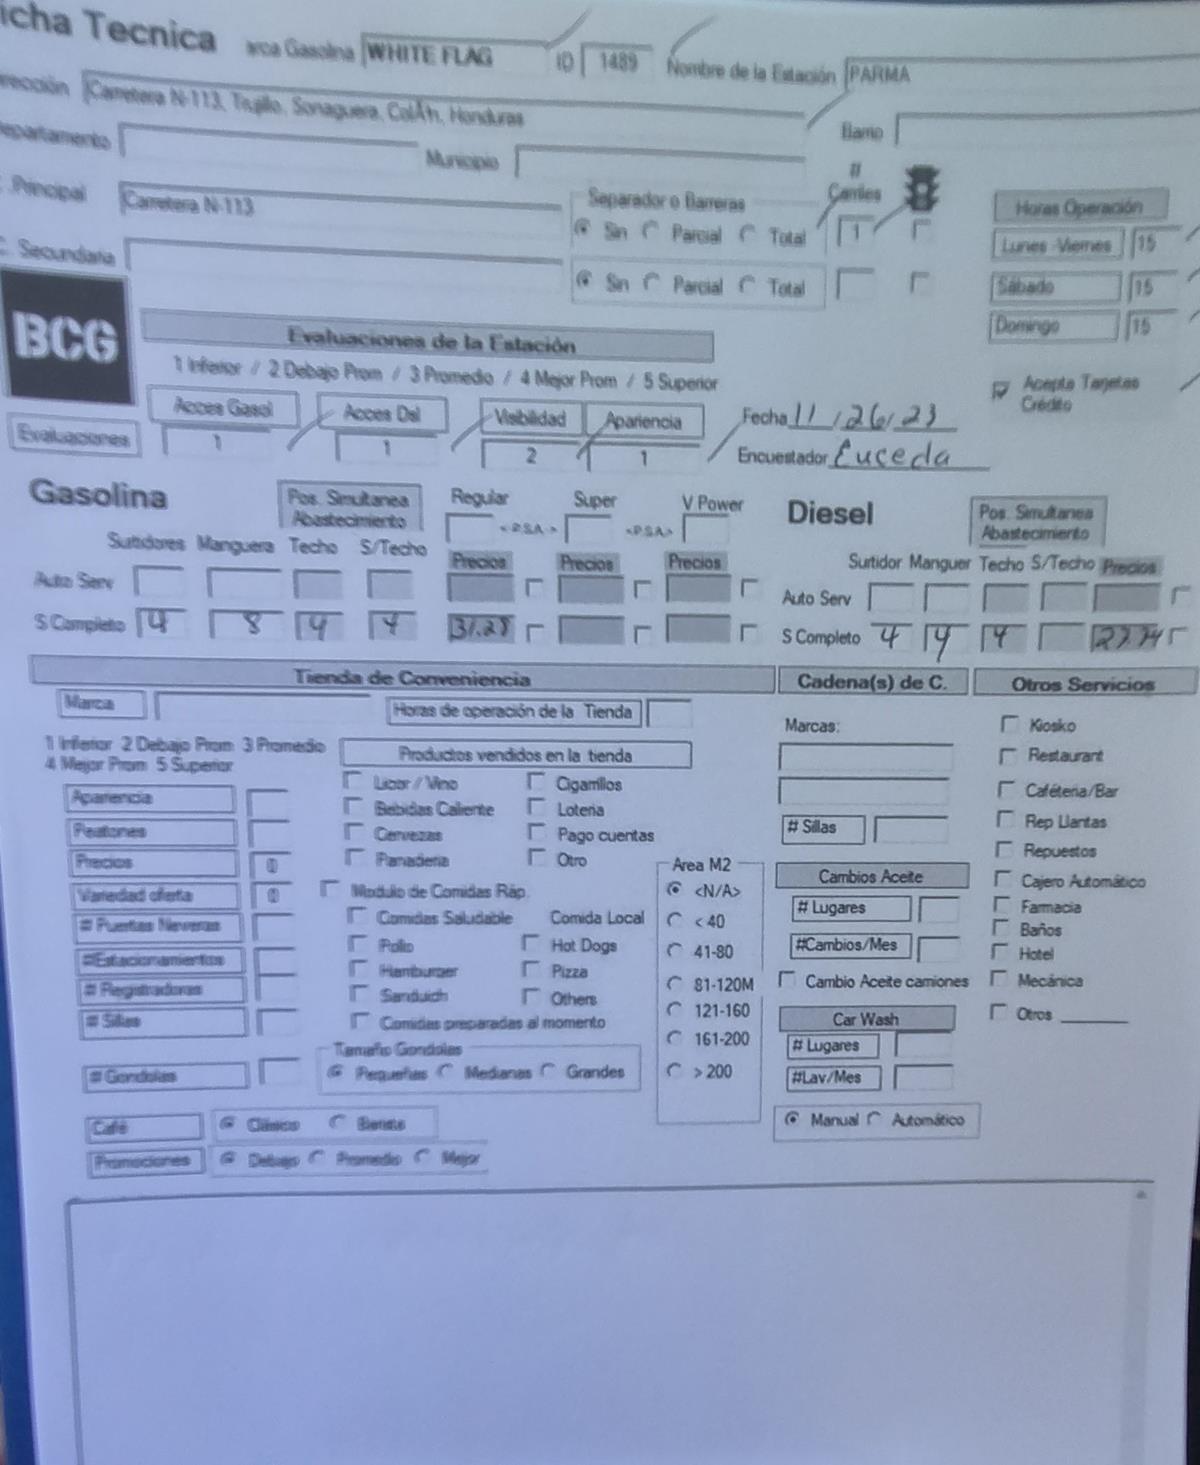 icha Tecnica arca Gasolina WHITE FLAG ID 1489 Nombre de la Estación PARMA
rección Carretera N-113, Trujillo, Sonaguera, ColÃ³n, Honduras
epartamento Municipio Barrio
.Principal Carretera N-113 Separador o Barreras # Carriles Horas Operación
Sin Parcial Total 1 Lunes -Viernes 15
C. Secundaria Sin Parcial Total Sábado 15
BCG Domingo 15
Evaluaciones de la Estación
1 Inferior / 2 Debajo Prom / 3 Promedio / 4 Mejor Prom / 5 Superior Acepta Tarjetas Crédito
Acces Gasol Acces Dsl Visibilidad Apariencia Fecha 11/26/23
Evaluaciones 1 1 2 1 Encuestador Euceda
Gasolina Pos. Simultanea Abastecimiento Regular Super V Power Diesel Pos. Simultanea Abastecimiento
<P.S.A.> <P.S.A>
Surtidores Manguera Techo S/Techo Precios Precios Precios Surtidor Manguer Techo S/Techo Precios
Auto Serv Auto Serv
S Completo 4 8 4 4 S Completo 4 4 4
Tienda de Conveniencia Cadena(s) de C. Otros Servicios
Marca Horas de operación de la Tienda Marcas: Kiosko
1 Inferior 2 Debajo Prom 3 Promedio
4 Mejor Prom 5 Superior Productos vendidos en la tienda Restaurant
Apariencia Licor / Vino Cigarrillos Caféteria/Bar
Peatones Bebidas Caliente Loteria # Sillas Rep Llantas
Cervezas Pago cuentas Repuestos
Precios 0 Panaderia Otro Area M2 Cambios Aceite Cajero Automático
Variedad oferta 0 Modulo de Comidas Ráp. <N/A> # Lugares Farmacia
# Puertas Neveras Comidas Saludable Comida Local < 40 Baños
#Estacionamientos Pollo Hot Dogs 41-80 #Cambios/Mes Hotel
# Registradoras Hamburger Pizza 81-120M Cambio Aceite camiones Mecánica
# Sillas Sanduich Others 121-160 Car Wash Otros
Comidas preparadas al momento 161-200 # Lugares
Tamaño Gondolas
# Gondolas Pequeñas Medianas Grandes > 200 #Lav/Mes
Café Clásico Barista Manual Automático
Promociones Debajo Promedio Mejor